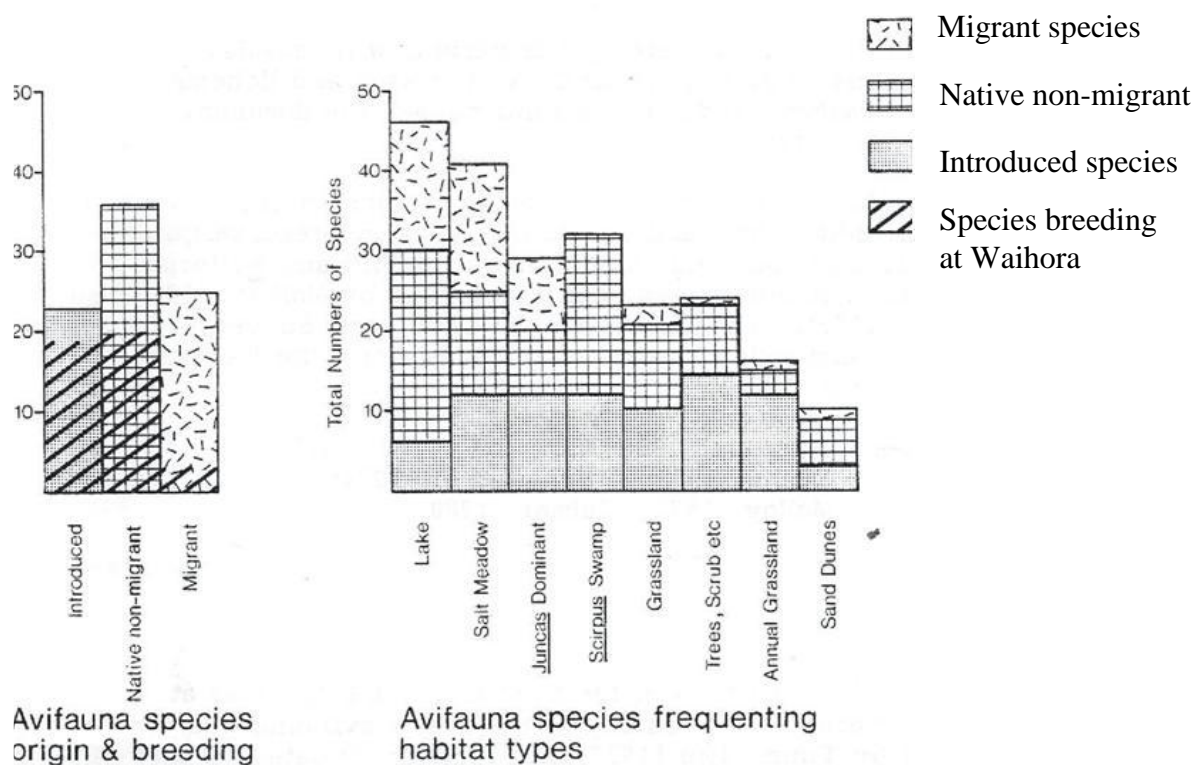 Migrant species
Native non-migrant
Introduced species
Species breeding
at Waihora
50
40
30
20
10
Introduced
Native non-migrant
Migrant
Avifauna species
origin & breeding
Total Numbers of Species
50
40
30
20
10
Lake
Salt Meadow
Juncas Dominant
Scirpus Swamp
Grassland
Trees, Scrub etc
Annual Grassland
Sand Dunes
Avifauna species frequenting
habitat types